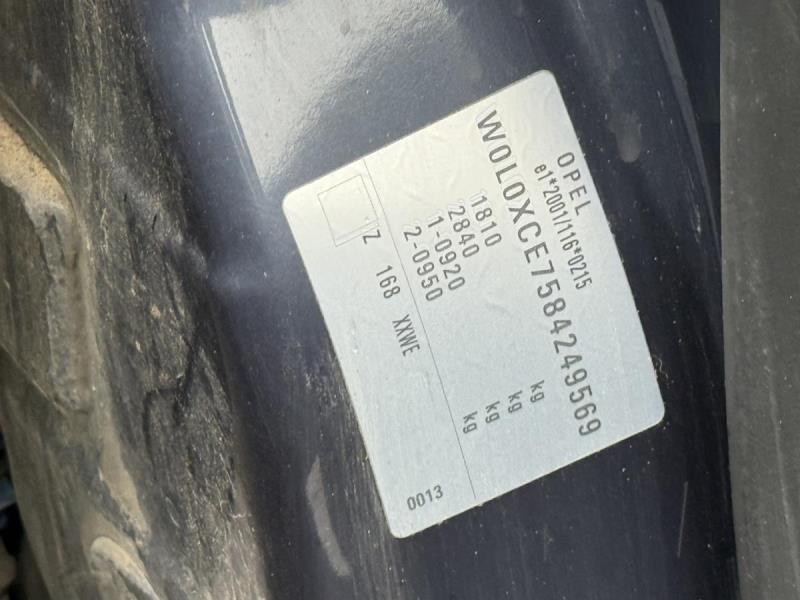 OPEL
e1*2001/116*0215
W0L0XCE7584249569
1810 kg
2840 kg
1-0920 kg
2-0950 kg
Z 168 XXWE
0013